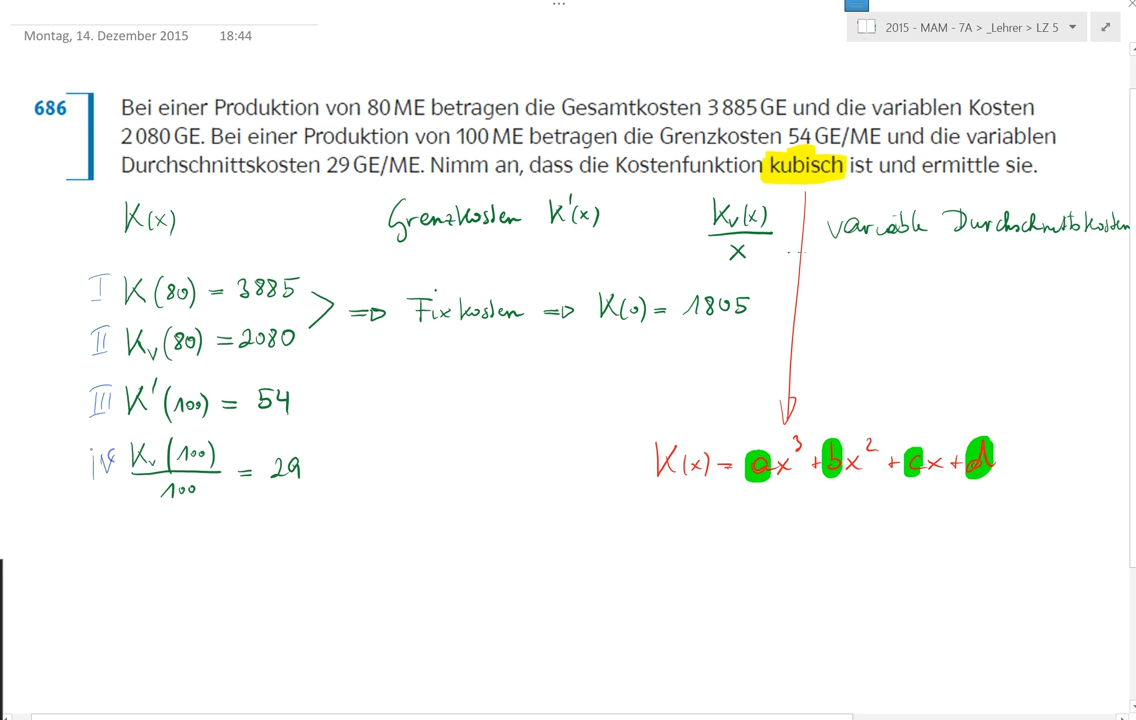 2015 - MAM - 7A > _Lehrer > LZ 5
Montag, 14. Dezember 2015 18:44
686
Bei einer Produktion von 80 ME betragen die Gesamtkosten 3 885 GE und die variablen Kosten
2 080 GE. Bei einer Produktion von 100 ME betragen die Grenzkosten 54 GE/ME und die variablen
Durchschnittskosten 29 GE/ME. Nimm an, dass die Kostenfunktion kubisch ist und ermittle sie.
K(x) Grenzkosten K'(x) Kv(x)/x variable Durchschnittskosten
I K(80) = 3885
II Kv(80) = 2080
=> Fixkosten => K(0) = 1805
III K'(100) = 54
IV Kv(100)/100 = 29
K(x) = ax³ + bx² + cx + d